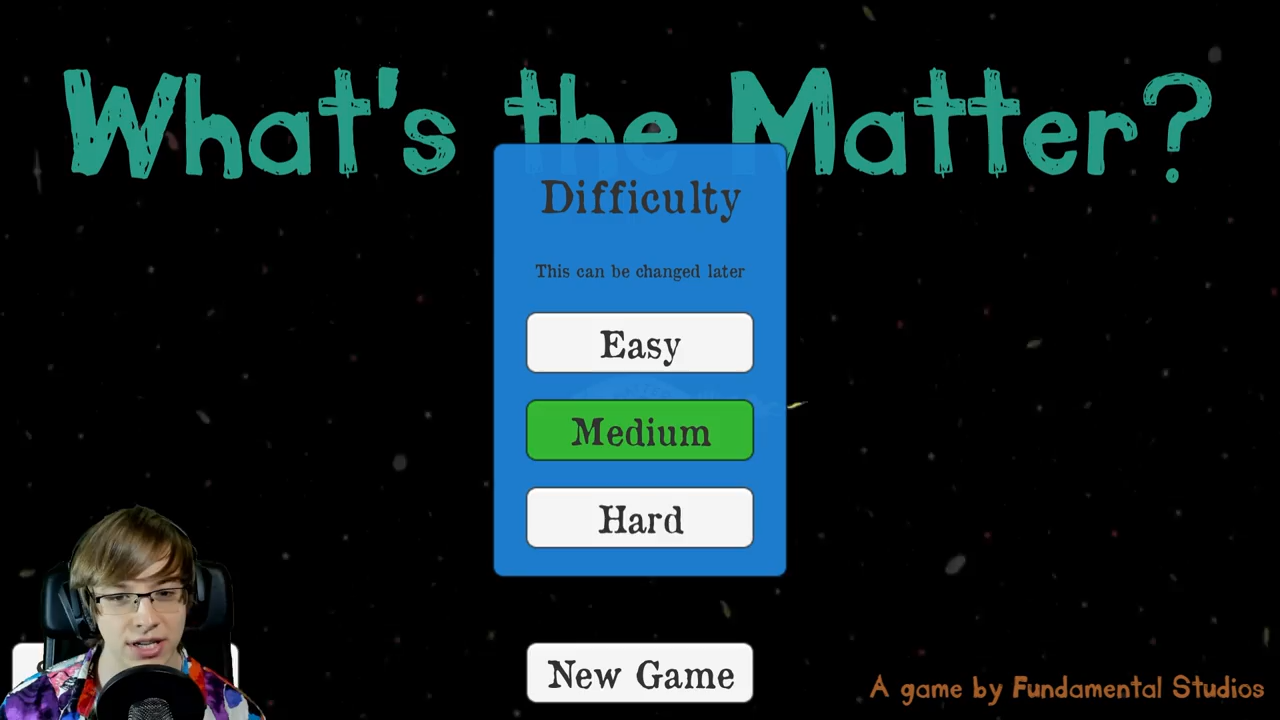 What's the Matter?
Difficulty
This can be changed later
Easy
Medium
Hard
New Game
A game by Fundamental Studios